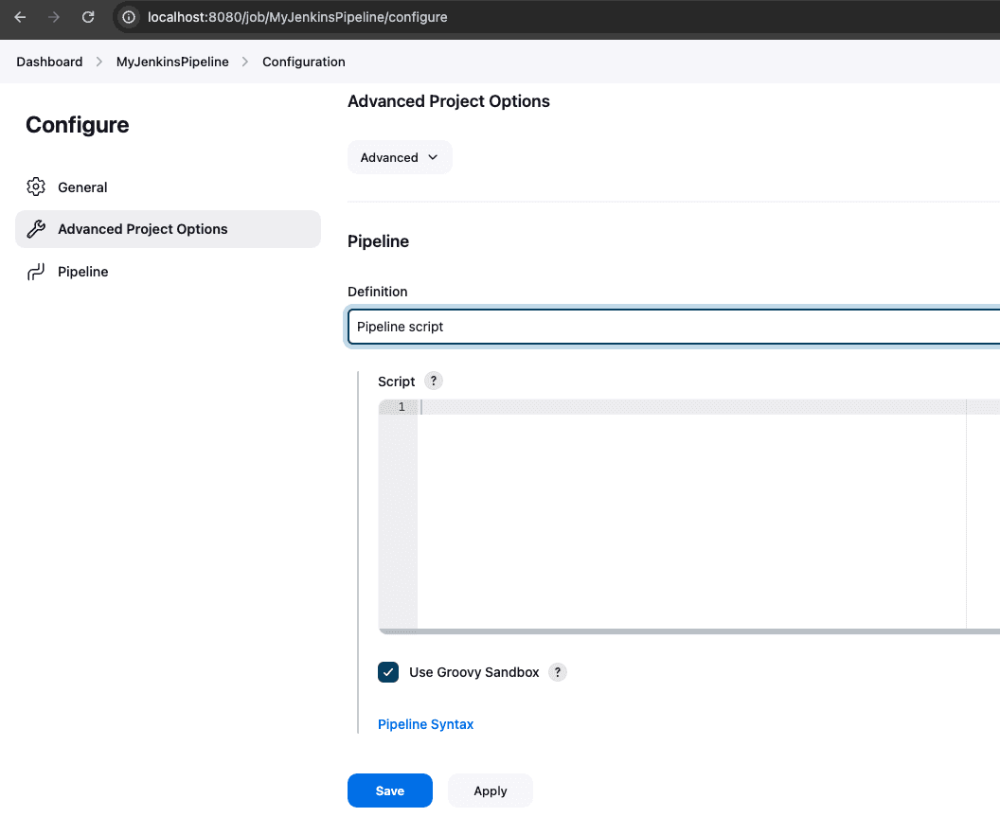 localhost:8080/job/MyJenkinsPipeline/configure
Dashboard > MyJenkinsPipeline > Configuration
Configure
General
Advanced Project Options
Pipeline
Advanced Project Options
Advanced
Pipeline
Definition
Pipeline script
Script ?
1
Use Groovy Sandbox ?
Pipeline Syntax
Save Apply